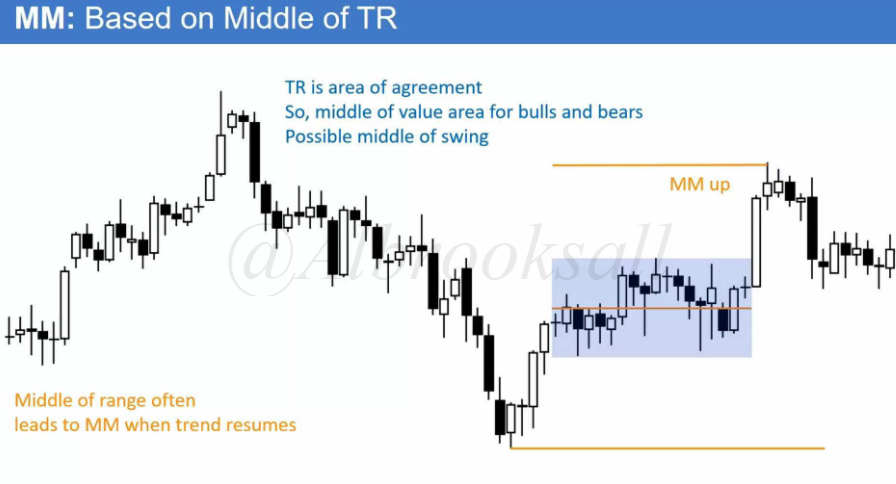 MM: Based on Middle of TR
TR is area of agreement
So, middle of value area for bulls and bears
Possible middle of swing
MM up
@Albrooksall
Middle of range often
leads to MM when trend resumes